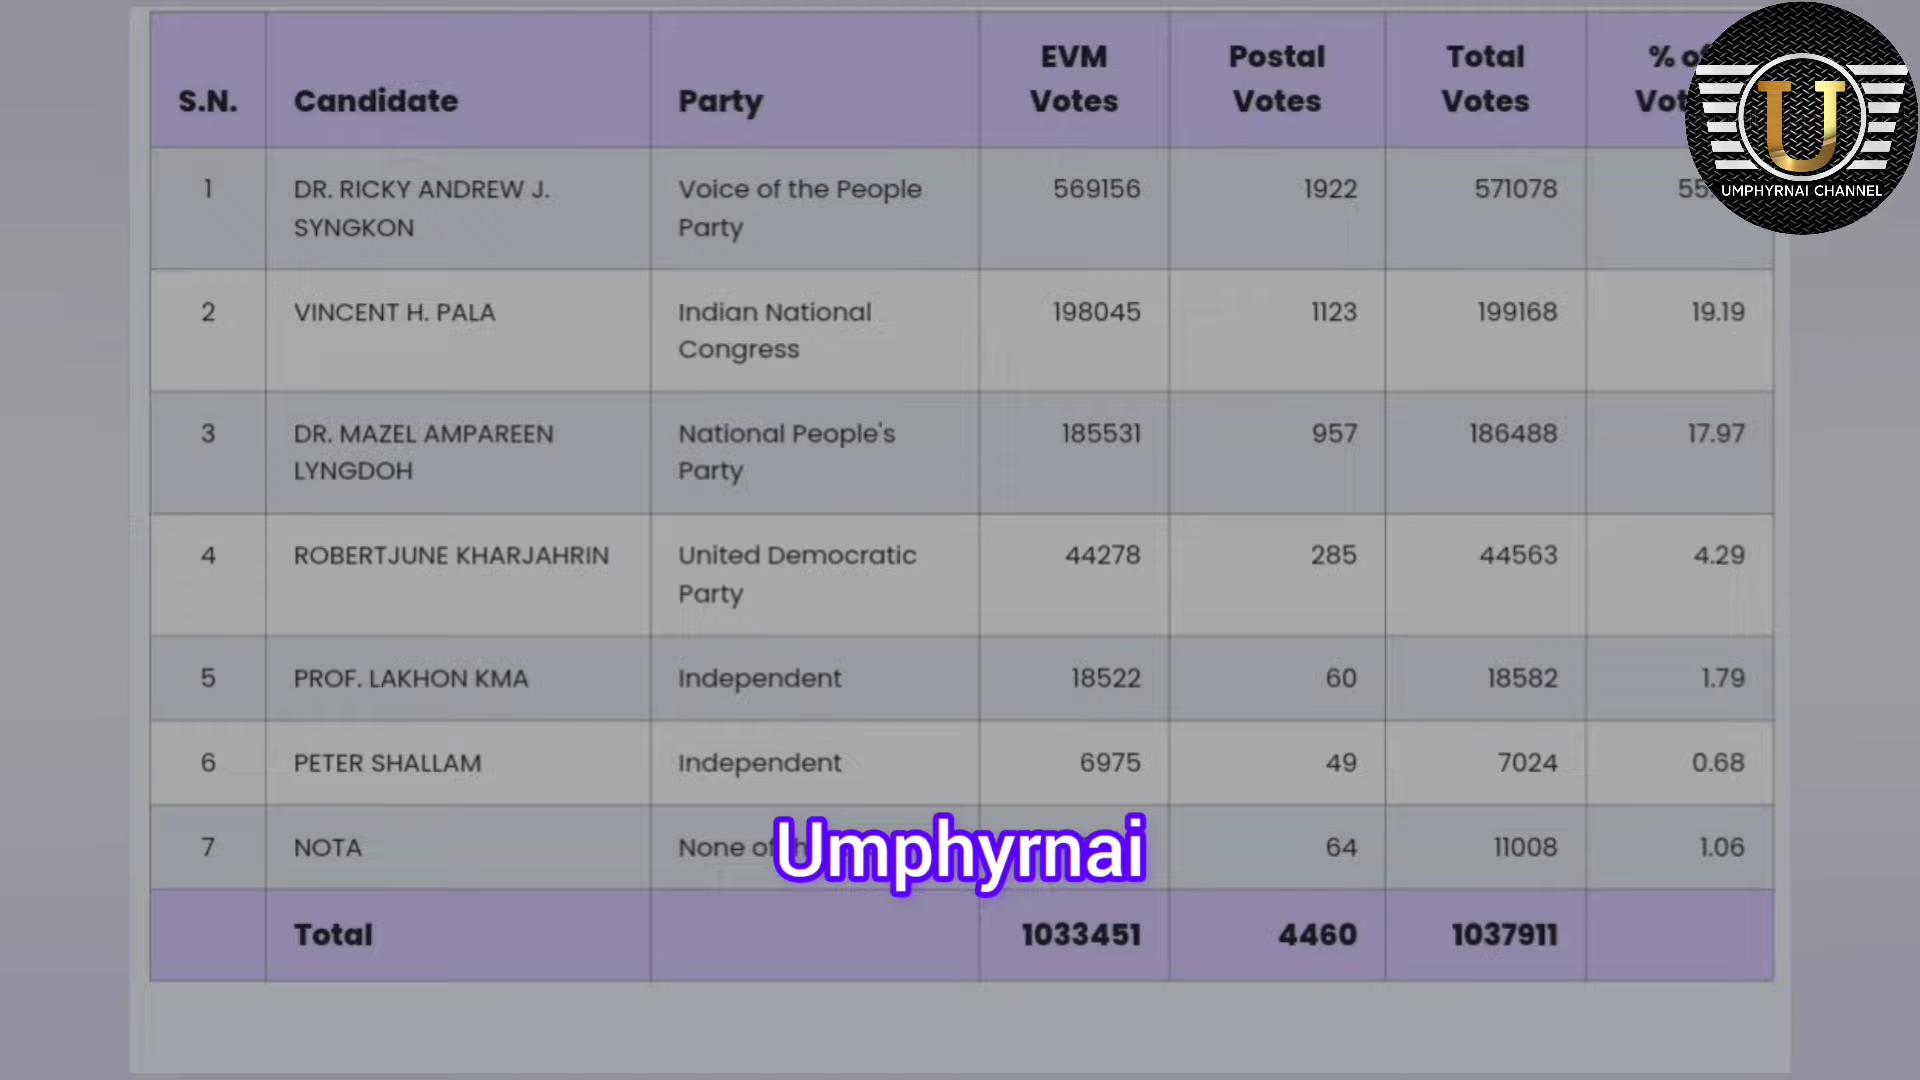 S.N. Candidate Party EVM Votes Postal Votes Total Votes %
1 DR. RICKY ANDREW J. SYNGKON Voice of the People Party 569156 1922 571078
2 VINCENT H. PALA Indian National Congress 198045 1123 199168 19.19
3 DR. MAZEL AMPAREEN LYNGDOH National People's Party 185531 957 186488 17.97
4 ROBERTJUNE KHARJAHRIN United Democratic Party 44278 285 44563 4.29
5 PROF. LAKHON KMA Independent 18522 60 18582 1.79
6 PETER SHALLAM Independent 6975 49 7024 0.68
7 NOTA None 64 11008 1.06
Total 1033451 4460 1037911
Umphyrnai
U
UMPHYRNAI CHANNEL